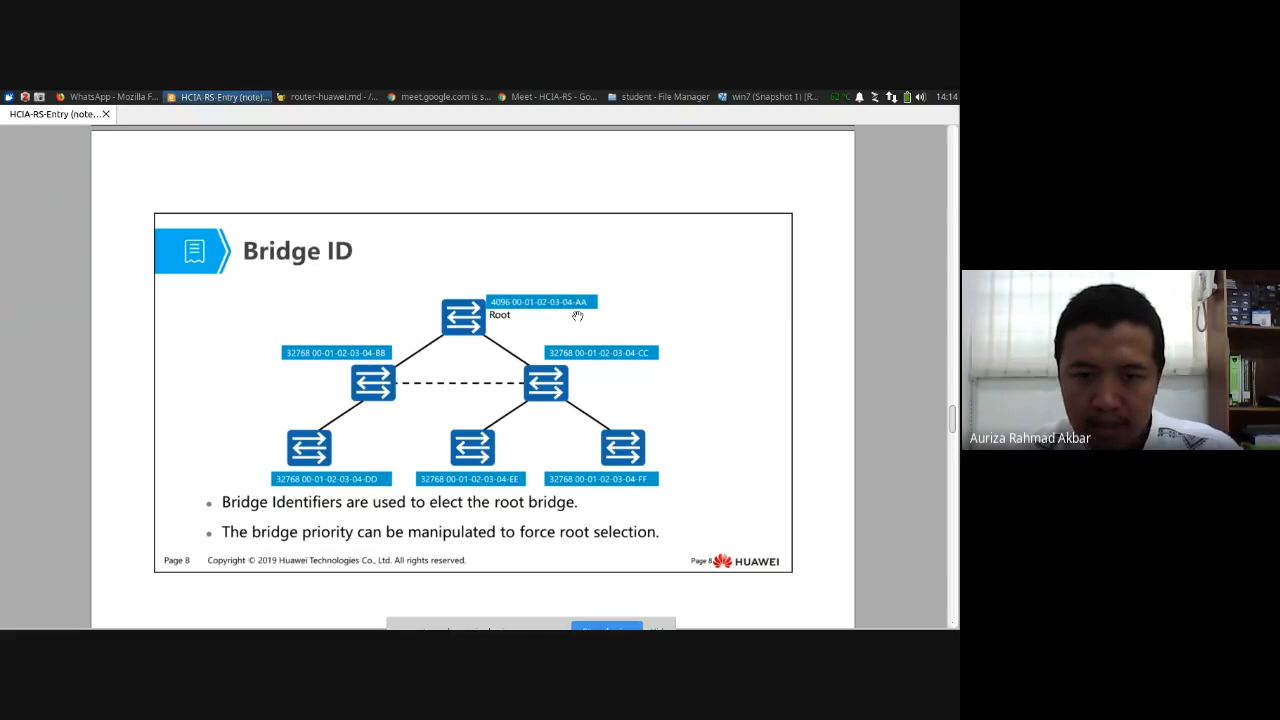 WhatsApp - Mozilla F...
HCIA-RS-Entry (note)...
router-huawei.md - /...
meet.google.com is s...
Meet - HCIA-RS - Go...
student - File Manager
win7 (Snapshot 1) [R...
62 °C
14:14
HCIA-RS-Entry (note...
Bridge ID
4096 00-01-02-03-04-AA
Root
32768 00-01-02-03-04-BB
32768 00-01-02-03-04-CC
32768 00-01-02-03-04-DD
32768 00-01-02-03-04-EE
32768 00-01-02-03-04-FF
• Bridge Identifiers are used to elect the root bridge.
• The bridge priority can be manipulated to force root selection.
Page 8
Copyright © 2019 Huawei Technologies Co., Ltd. All rights reserved.
Page 8
HUAWEI
Auriza Rahmad Akbar